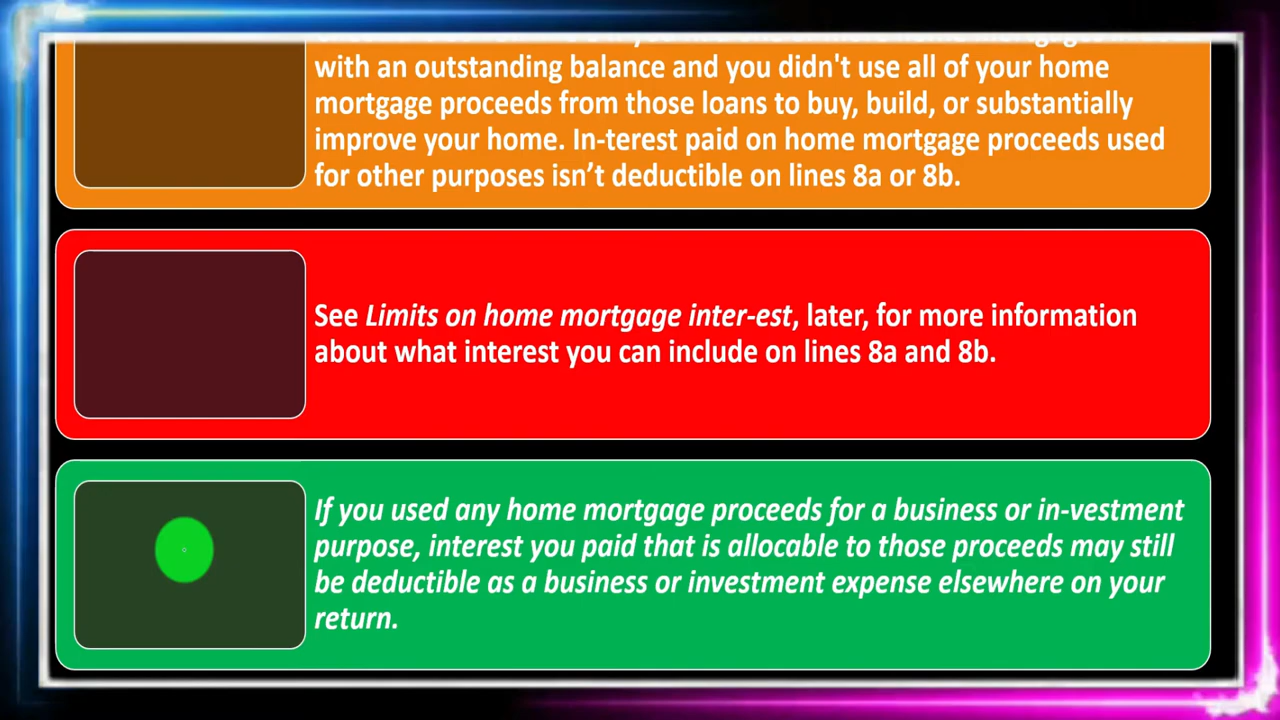 with an outstanding balance and you didn't use all of your home
mortgage proceeds from those loans to buy, build, or substantially
improve your home. In-terest paid on home mortgage proceeds used
for other purposes isn’t deductible on lines 8a or 8b.
See Limits on home mortgage inter-est, later, for more information
about what interest you can include on lines 8a and 8b.
If you used any home mortgage proceeds for a business or in-vestment
purpose, interest you paid that is allocable to those proceeds may still
be deductible as a business or investment expense elsewhere on your
return.